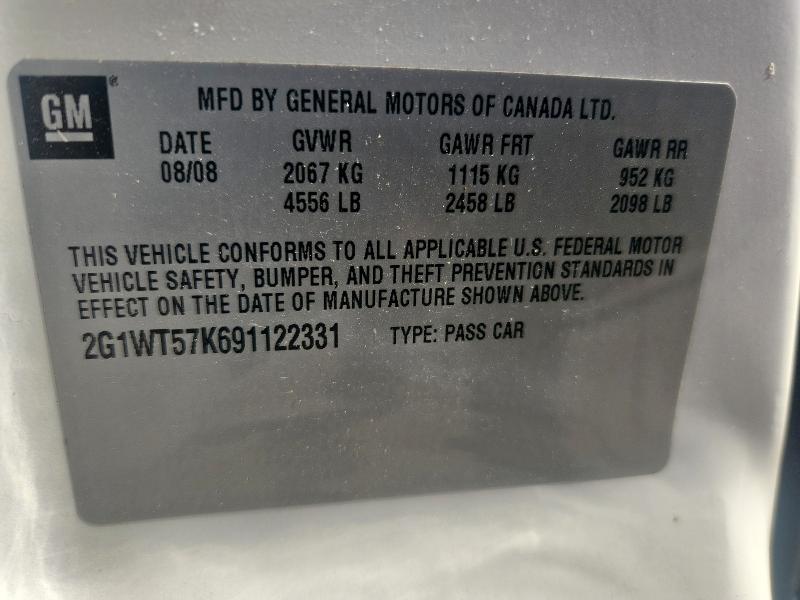 GM® MFD BY GENERAL MOTORS OF CANADA LTD.
DATE GVWR GAWR FRT GAWR RR
08/08 2067 KG 1115 KG 952 KG
4556 LB 2458 LB 2098 LB
THIS VEHICLE CONFORMS TO ALL APPLICABLE U.S. FEDERAL MOTOR
VEHICLE SAFETY, BUMPER, AND THEFT PREVENTION STANDARDS IN
EFFECT ON THE DATE OF MANUFACTURE SHOWN ABOVE.
2G1WT57K691122331 TYPE: PASS CAR